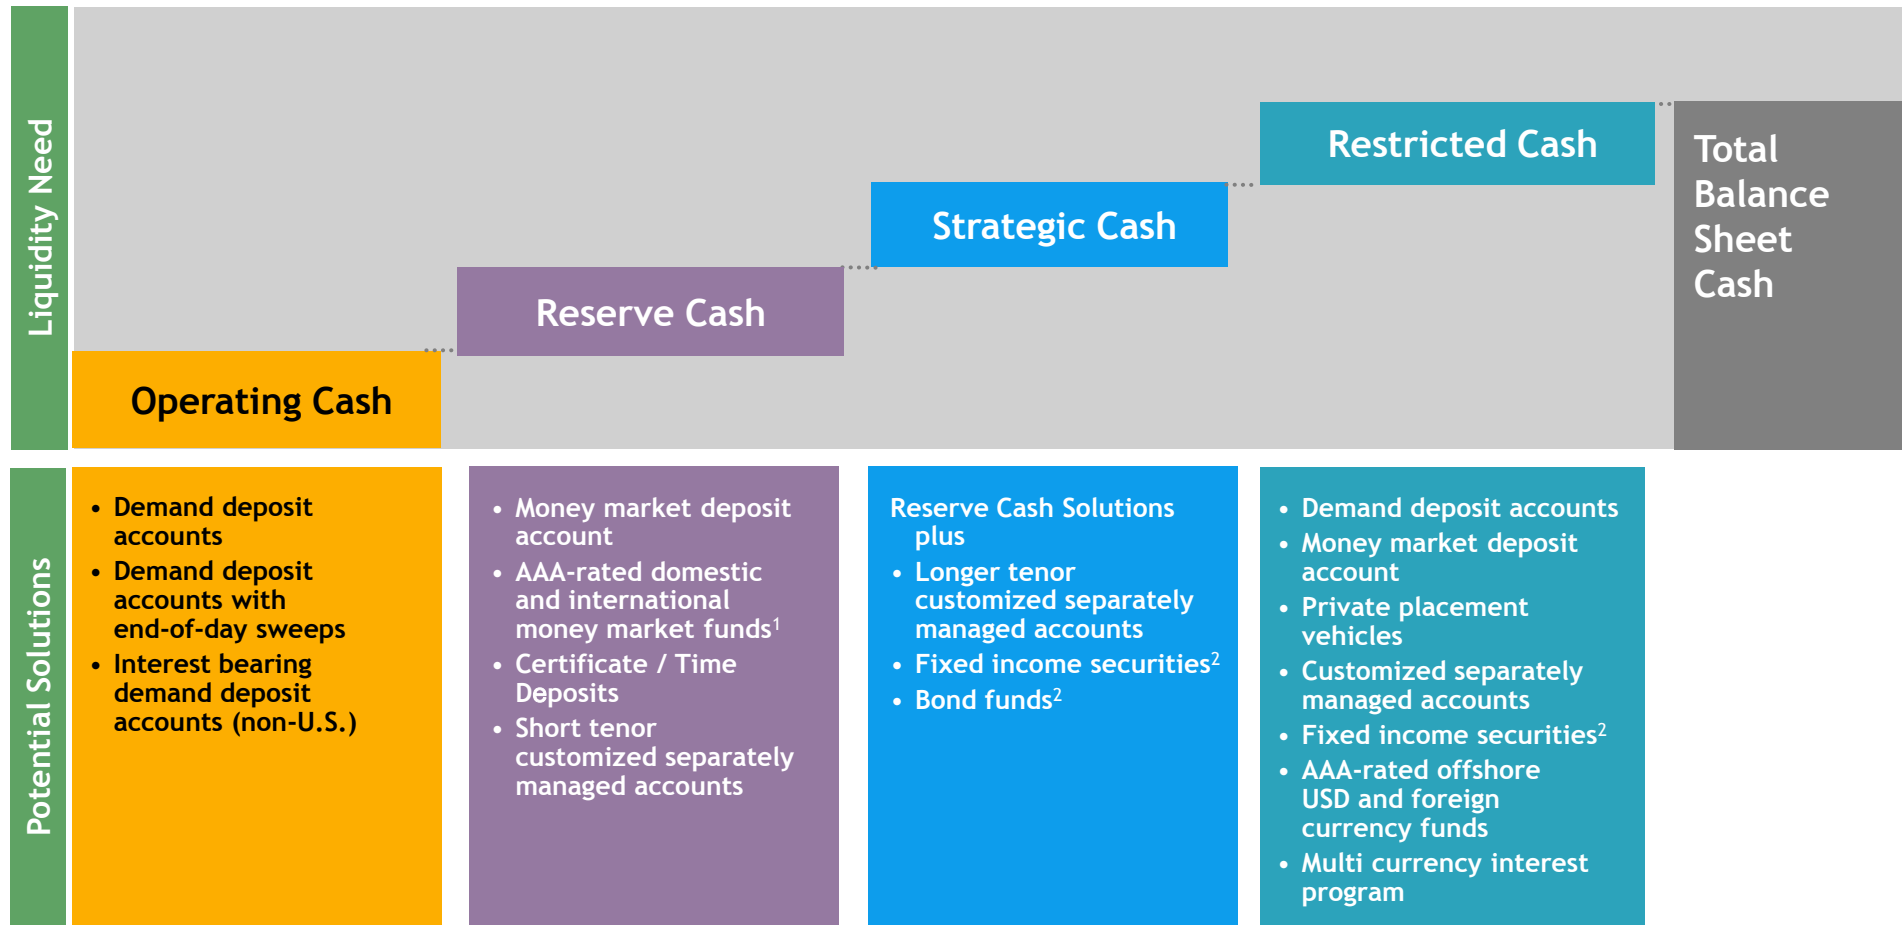 Liquidity Need
Restricted Cash
Total
Balance
Sheet
Cash
Strategic Cash
Reserve Cash
Operating Cash
Potential Solutions
• Demand deposit
accounts
• Demand deposit
accounts with
end-of-day sweeps
• Interest bearing
demand deposit
accounts (non-U.S.)
• Money market deposit
account
• AAA-rated domestic
and international
money market funds¹
• Certificate / Time
Deposits
• Short tenor
customized separately
managed accounts
Reserve Cash Solutions
plus
• Longer tenor
customized separately
managed accounts
• Fixed income securities²
• Bond funds²
• Demand deposit accounts
• Money market deposit
account
• Private placement
vehicles
• Customized separately
managed accounts
• Fixed income securities²
• AAA-rated offshore
USD and foreign
currency funds
• Multi currency interest
program